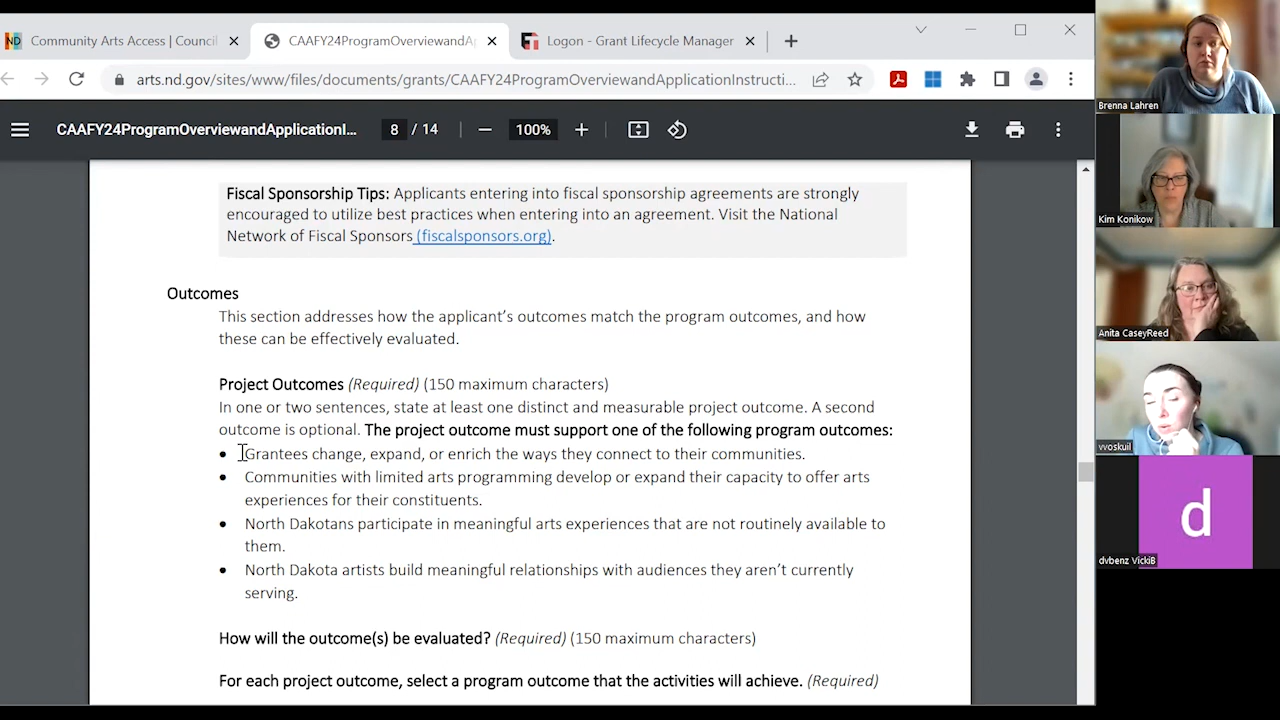 Community Arts Access | Council
CAAFY24ProgramOverviewandA
Logon - Grant Lifecycle Manager
arts.nd.gov/sites/www/files/documents/grants/CAAFY24ProgramOverviewandApplicationInstructi...
CAAFY24ProgramOverviewandApplicationI...
8 / 14
100%
Fiscal Sponsorship Tips: Applicants entering into fiscal sponsorship agreements are strongly
encouraged to utilize best practices when entering into an agreement. Visit the National
Network of Fiscal Sponsors (fiscalsponsors.org).
Outcomes
This section addresses how the applicant's outcomes match the program outcomes, and how
these can be effectively evaluated.
Project Outcomes (Required) (150 maximum characters)
In one or two sentences, state at least one distinct and measurable project outcome. A second
outcome is optional. The project outcome must support one of the following program outcomes:
• Grantees change, expand, or enrich the ways they connect to their communities.
• Communities with limited arts programming develop or expand their capacity to offer arts
experiences for their constituents.
• North Dakotans participate in meaningful arts experiences that are not routinely available to
them.
• North Dakota artists build meaningful relationships with audiences they aren't currently
serving.
How will the outcome(s) be evaluated? (Required) (150 maximum characters)
For each project outcome, select a program outcome that the activities will achieve. (Required)
Brenna Lahren
Kim Konikow
Anita CaseyReed
vvoskuil
d
dvbenz VickiB